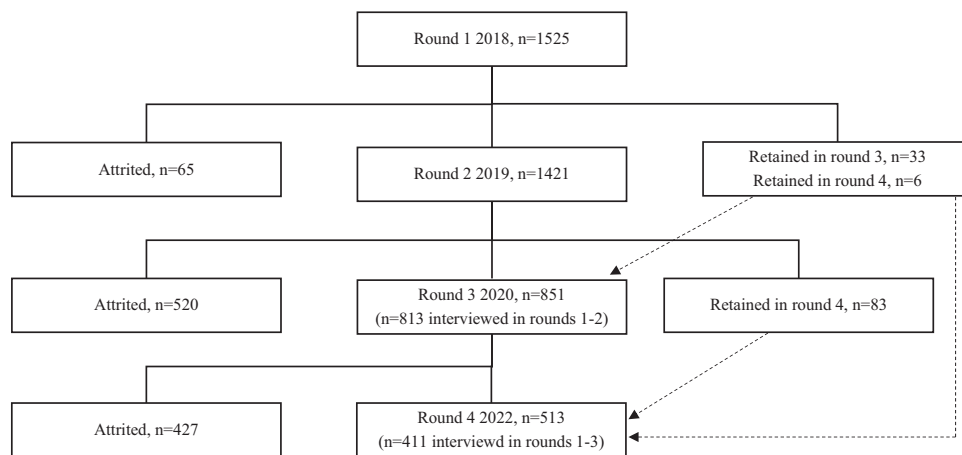 Round 1 2018, n=1525
Attrited, n=65
Round 2 2019, n=1421
Retained in round 3, n=33
Retained in round 4, n=6
Attrited, n=520
Round 3 2020, n=851
(n=813 interviewed in rounds 1-2)
Retained in round 4, n=83
Attrited, n=427
Round 4 2022, n=513
(n=411 interviewd in rounds 1-3)